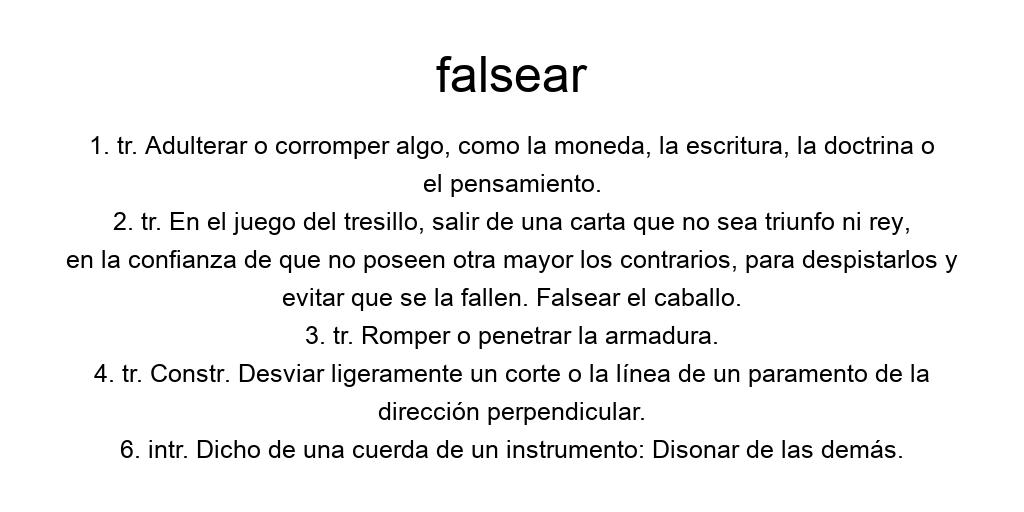 falsear
1. tr. Adulterar o corromper algo, como la moneda, la escritura, la doctrina o
el pensamiento.
2. tr. En el juego del tresillo, salir de una carta que no sea triunfo ni rey,
en la confianza de que no poseen otra mayor los contrarios, para despistarlos y
evitar que se la fallen. Falsear el caballo.
3. tr. Romper o penetrar la armadura.
4. tr. Constr. Desviar ligeramente un corte o la línea de un paramento de la
dirección perpendicular.
6. intr. Dicho de una cuerda de un instrumento: Disonar de las demás.